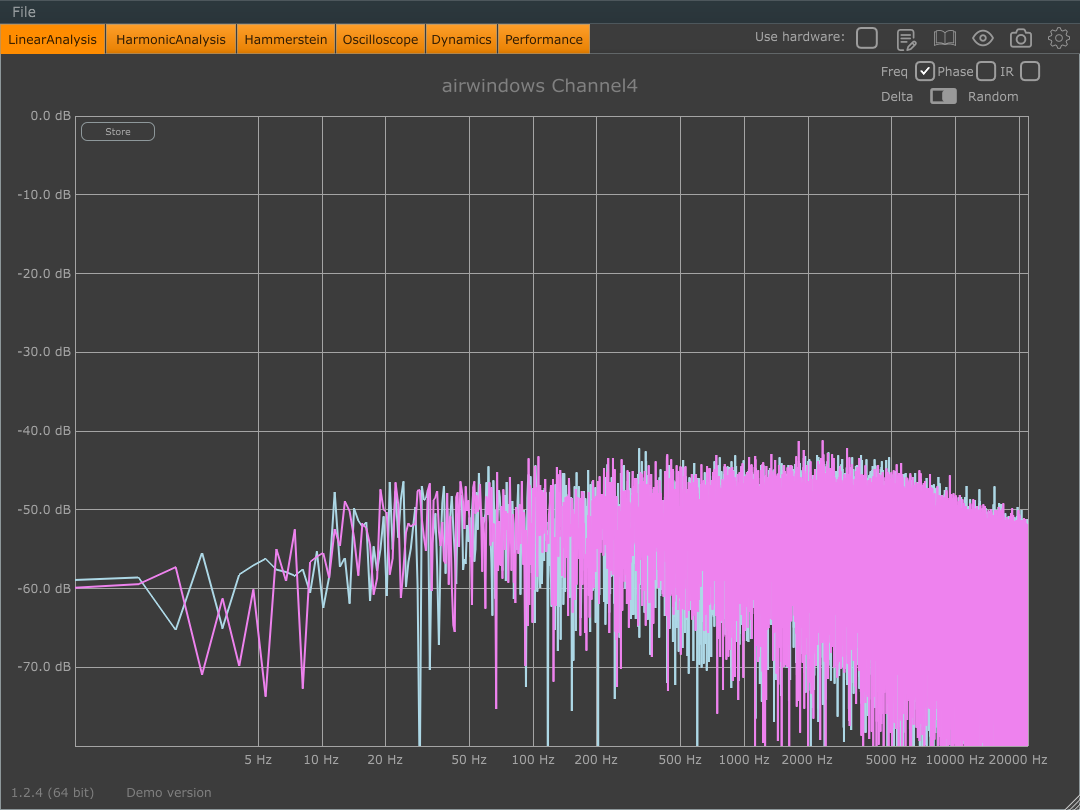 File
LinearAnalysis HarmonicAnalysis Hammerstein Oscilloscope Dynamics Performance Use hardware:
Freq Phase IR
airwindows Channel4
Delta Random
0.0 dB
Store
-10.0 dB
-20.0 dB
-30.0 dB
-40.0 dB
-50.0 dB
-60.0 dB
-70.0 dB
5 Hz 10 Hz 20 Hz 50 Hz 100 Hz 200 Hz 500 Hz 1000 Hz 2000 Hz 5000 Hz 10000 Hz 20000 Hz
1.2.4 (64 bit) Demo version